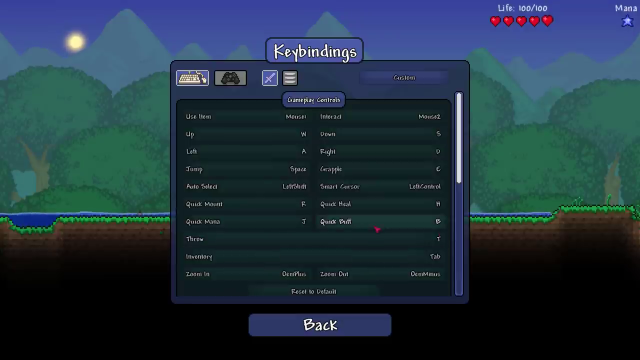 Life: 100/100
Mana
Keybindings
Custom
Gameplay Controls
Use Item Mouse1 Interact Mouse2
Up W Down S
Left A Right D
Jump Space Grapple E
Auto Select LeftShift Smart Cursor LeftControl
Quick Mount R Quick Heal H
Quick Mana J Quick Buff B
Throw T
Inventory Tab
Zoom In OemPlus Zoom Out OemMinus
Reset to Default
Back